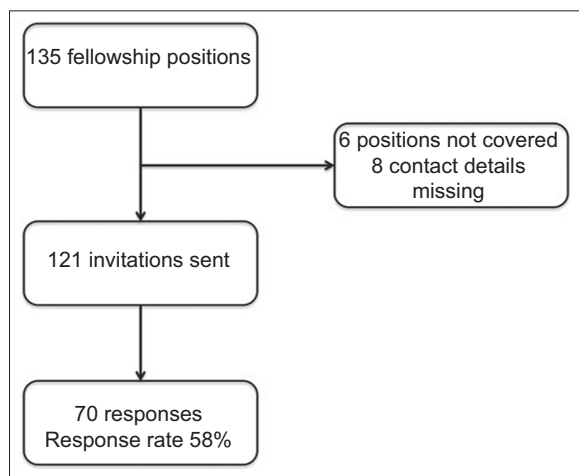 135 fellowship positions
6 positions not covered
8 contact details
missing
121 invitations sent
70 responses
Response rate 58%